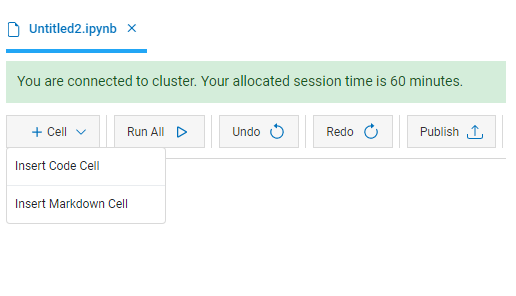 Untitled2.ipynb
You are connected to cluster. Your allocated session time is 60 minutes.
+ Cell Run All Undo Redo Publish
Insert Code Cell
Insert Markdown Cell